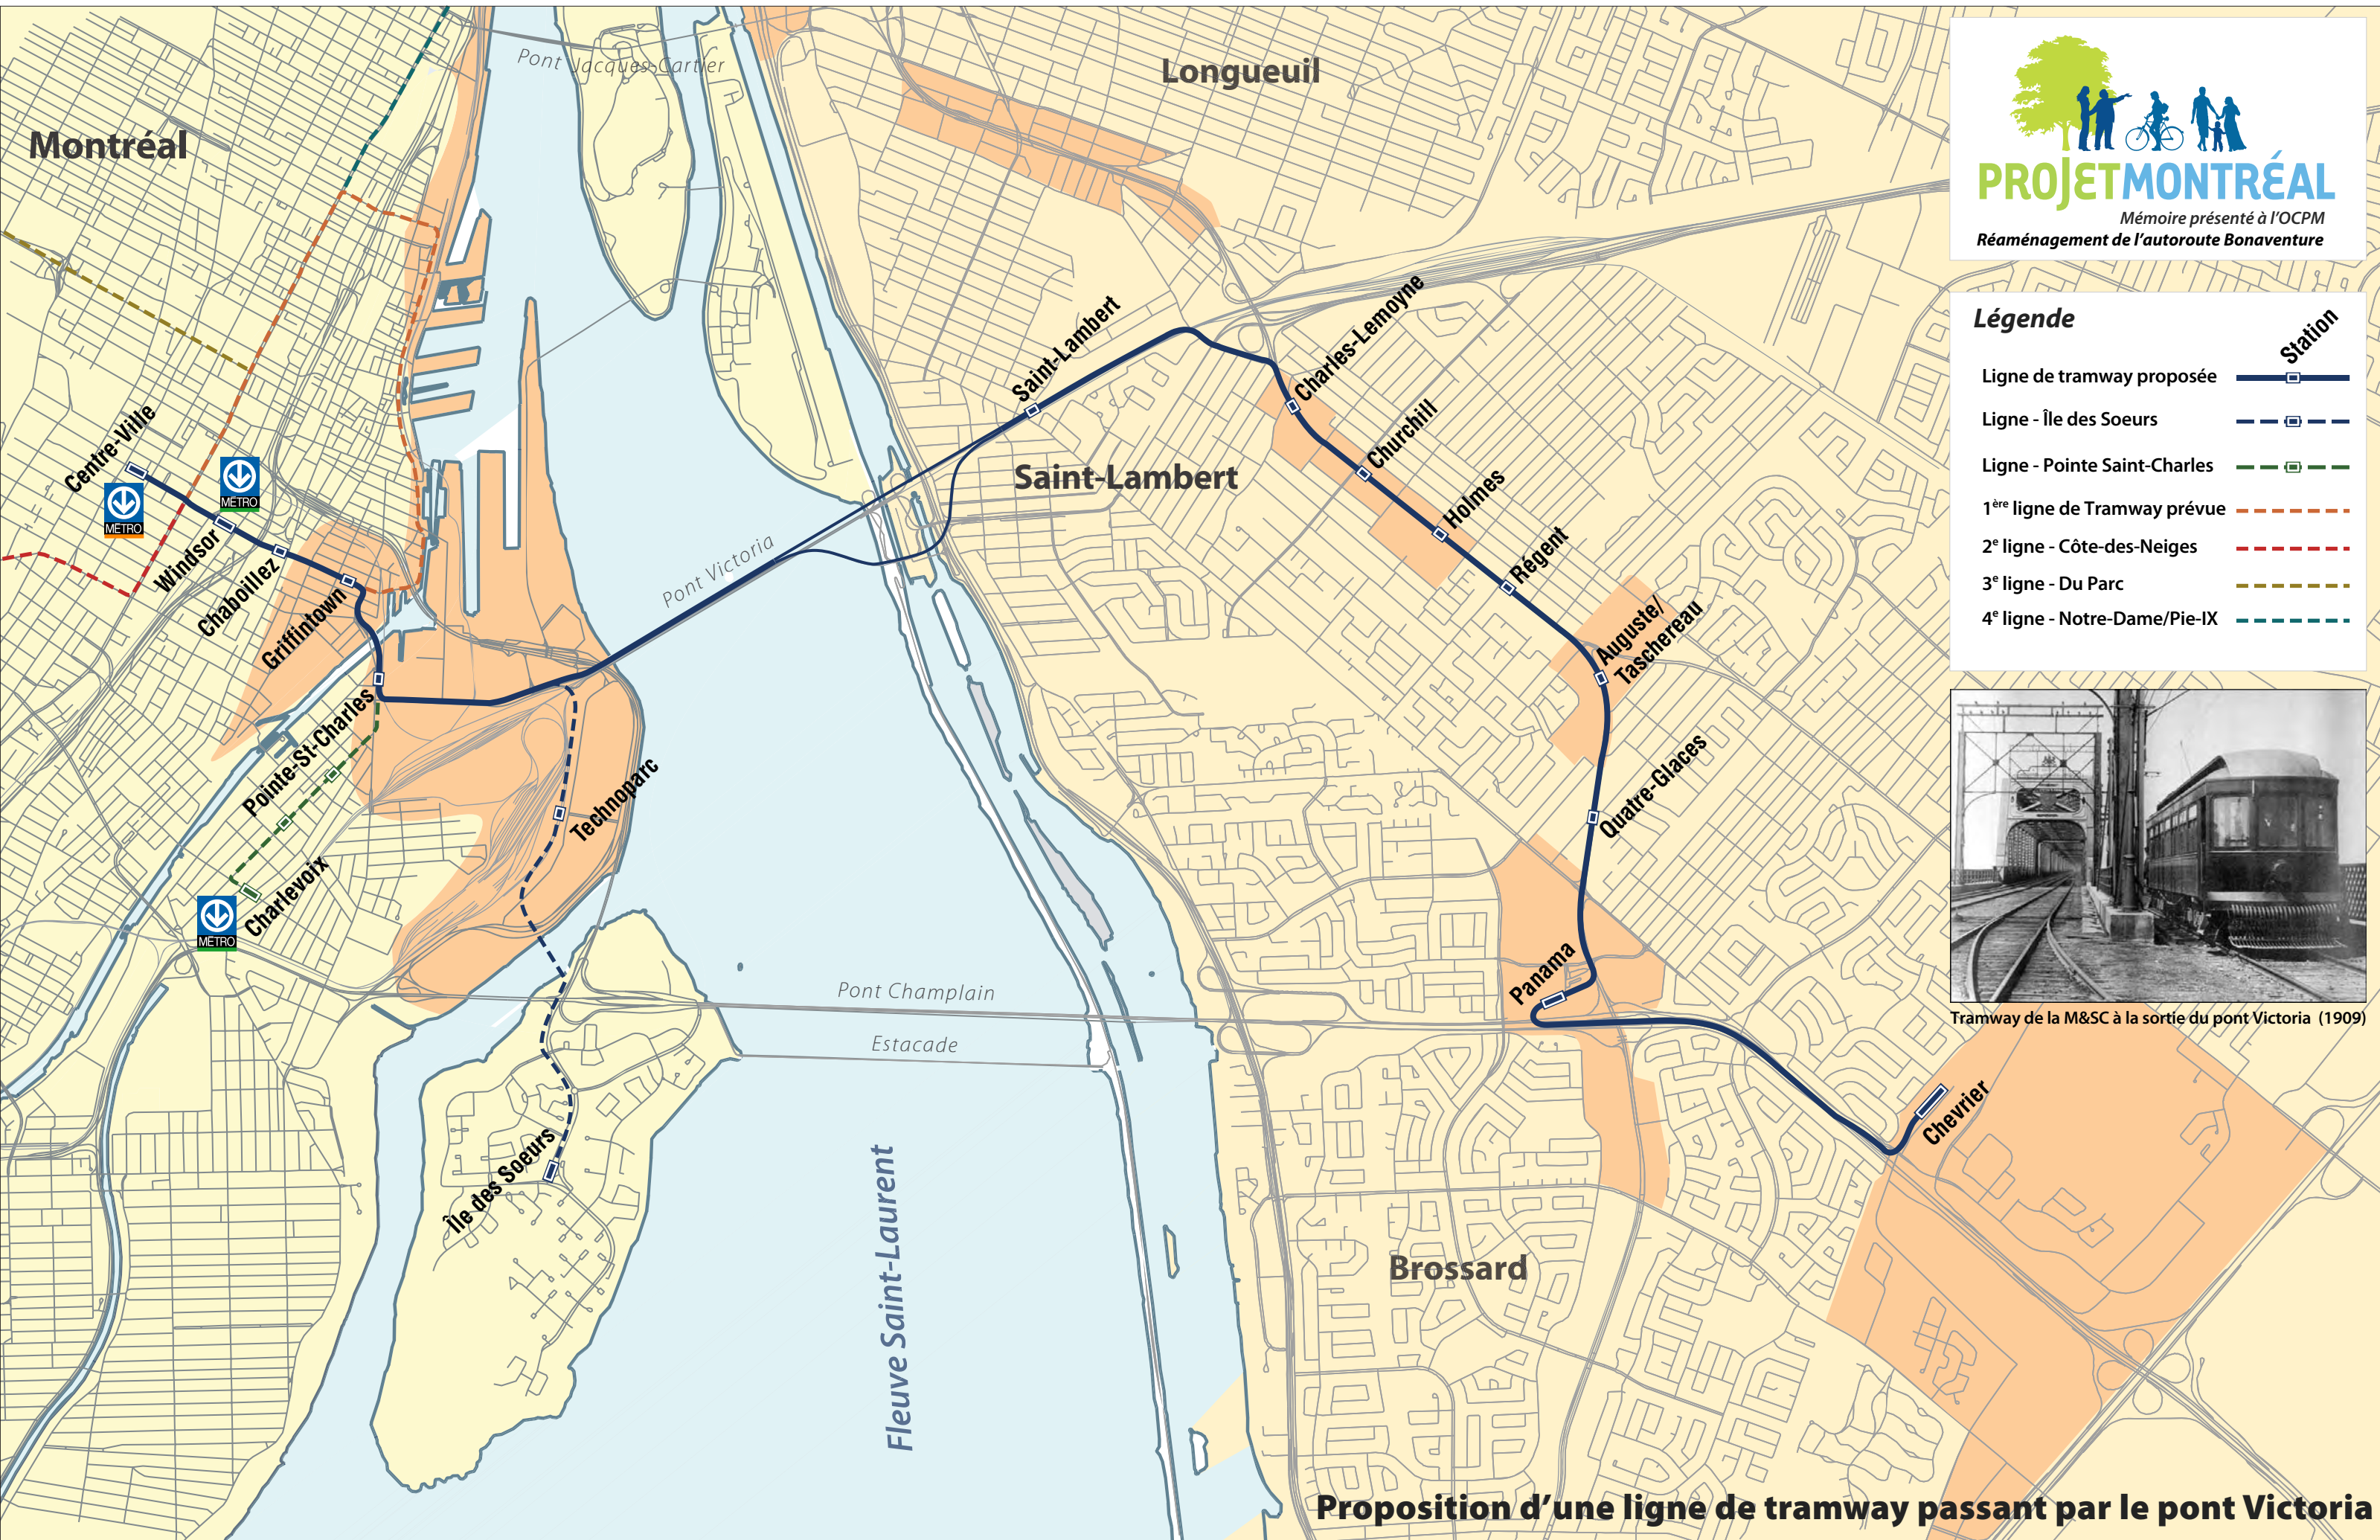 Pont Jacques-Cartier
Longueuil
Montréal
PROJETMONTRÉAL
Mémoire présenté à l'OCPM
Réaménagement de l'autoroute Bonaventure
Légende
Station
Ligne de tramway proposée
Ligne - Île des Soeurs
Ligne - Pointe Saint-Charles
1ère ligne de Tramway prévue
2e ligne - Côte-des-Neiges
3e ligne - Du Parc
4e ligne - Notre-Dame/Pie-IX
Centre-Ville
MÉTRO
MÉTRO
Windsor
Chaboillez
Griffintown
Pointe-St-Charles
Charlevoix
MÉTRO
Technoparc
Île des Soeurs
Pont Victoria
Saint-Lambert
Saint-Lambert
Charles-Lemoyne
Churchill
Holmes
Régent
Auguste/
Taschereau
Quatre-Glaces
Panama
Chevrier
Pont Champlain
Estacade
Fleuve Saint-Laurent
Brossard
Tramway de la M&SC à la sortie du pont Victoria (1909)
Proposition d'une ligne de tramway passant par le pont Victoria